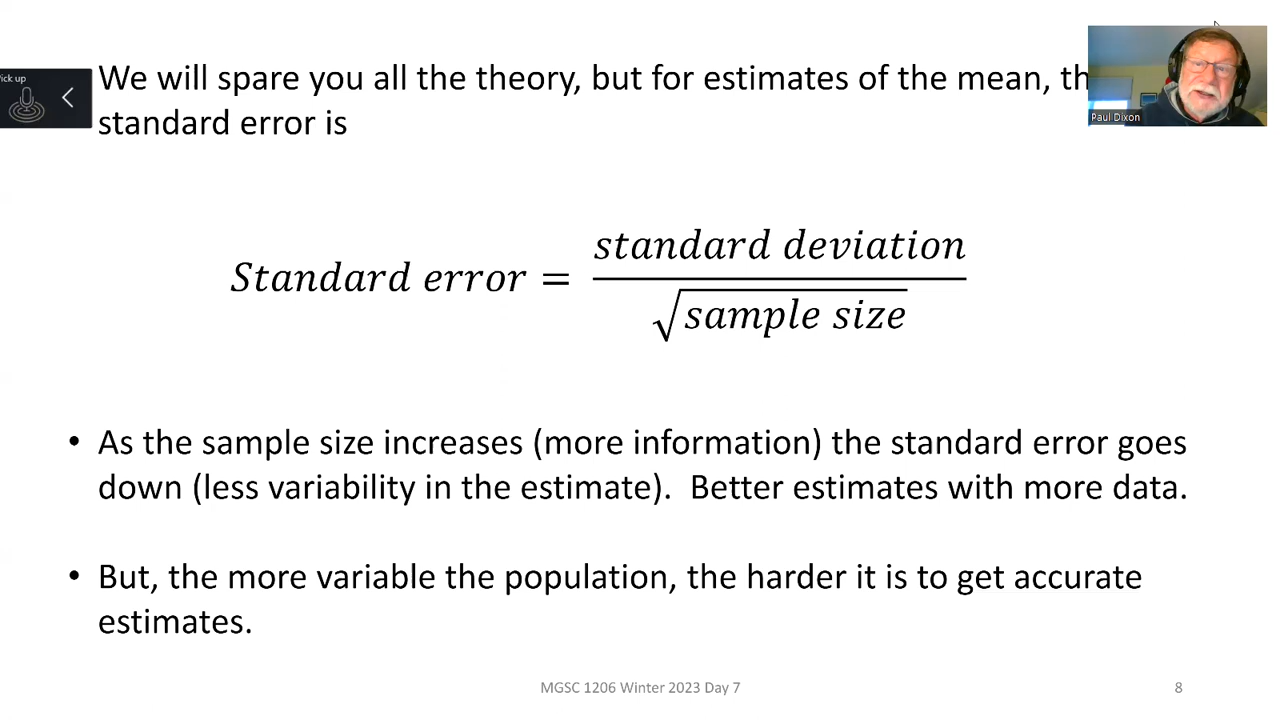 We will spare you all the theory, but for estimates of the mean, th
standard error is
Standard error = standard deviation / √sample size
• As the sample size increases (more information) the standard error goes
down (less variability in the estimate). Better estimates with more data.
• But, the more variable the population, the harder it is to get accurate
estimates.
MGSC 1206 Winter 2023 Day 7
8
ick up
Paul Dixon